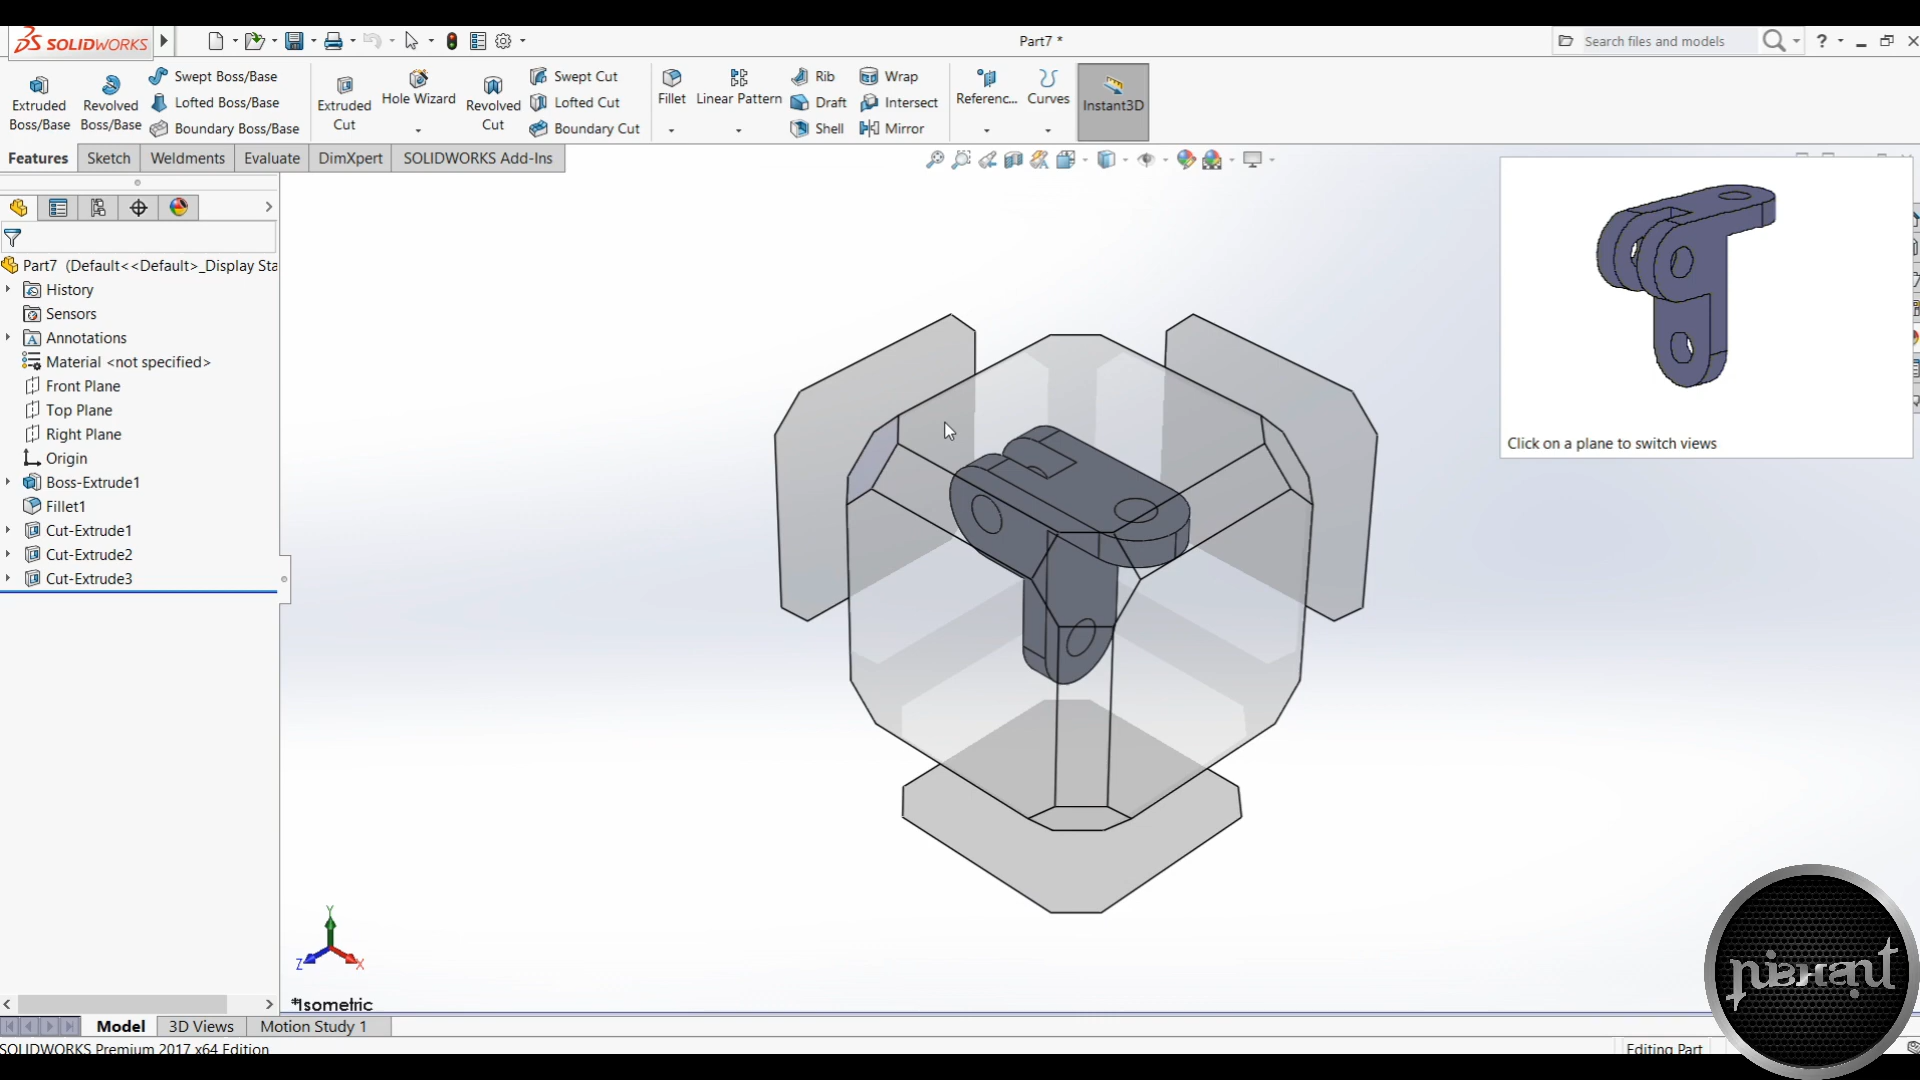 SOLIDWORKS
Part7 *
Search files and models
?
Extruded Boss/Base
Revolved Boss/Base
Swept Boss/Base
Lofted Boss/Base
Boundary Boss/Base
Extruded Cut
Hole Wizard
Revolved Cut
Swept Cut
Lofted Cut
Boundary Cut
Fillet
Linear Pattern
Rib
Draft
Shell
Wrap
Intersect
Mirror
Referenc...
Curves
Instant3D
Features
Sketch
Weldments
Evaluate
DimXpert
SOLIDWORKS Add-Ins
Part7 (Default<<Default>_Display Sta
History
Sensors
Annotations
Material <not specified>
Front Plane
Top Plane
Right Plane
Origin
Boss-Extrude1
Fillet1
Cut-Extrude1
Cut-Extrude2
Cut-Extrude3
Click on a plane to switch views
Y
Z
X
*Isometric
Model
3D Views
Motion Study 1
SOLIDWORKS Premium 2017 x64 Edition
Editing Part